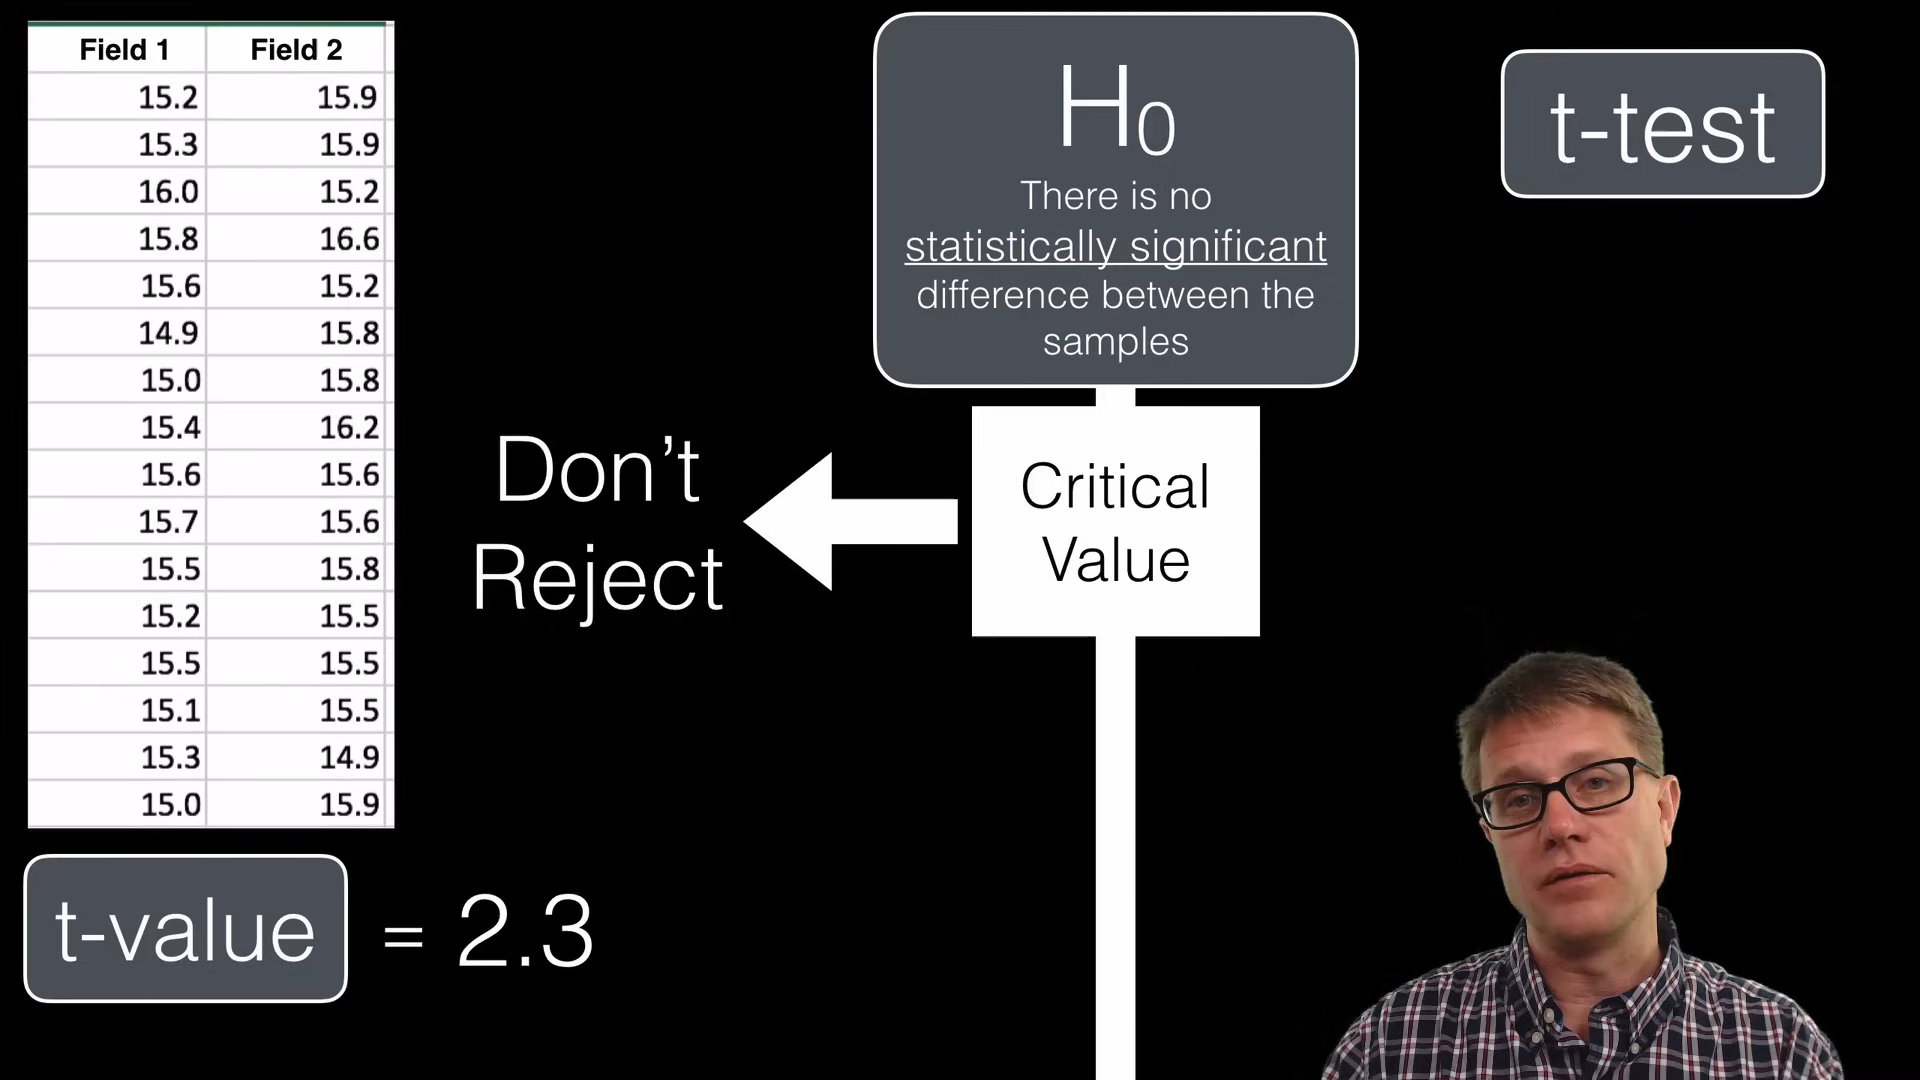 Field 1 Field 2
15.2 15.9
15.3 15.9
16.0 15.2
15.8 16.6
15.6 15.2
14.9 15.8
15.0 15.8
15.4 16.2
15.6 15.6
15.7 15.6
15.5 15.8
15.2 15.5
15.5 15.5
15.1 15.5
15.3 14.9
15.0 15.9
t-value = 2.3
H0
There is no
statistically significant
difference between the
samples
Critical
Value
Don’t
Reject
t-test